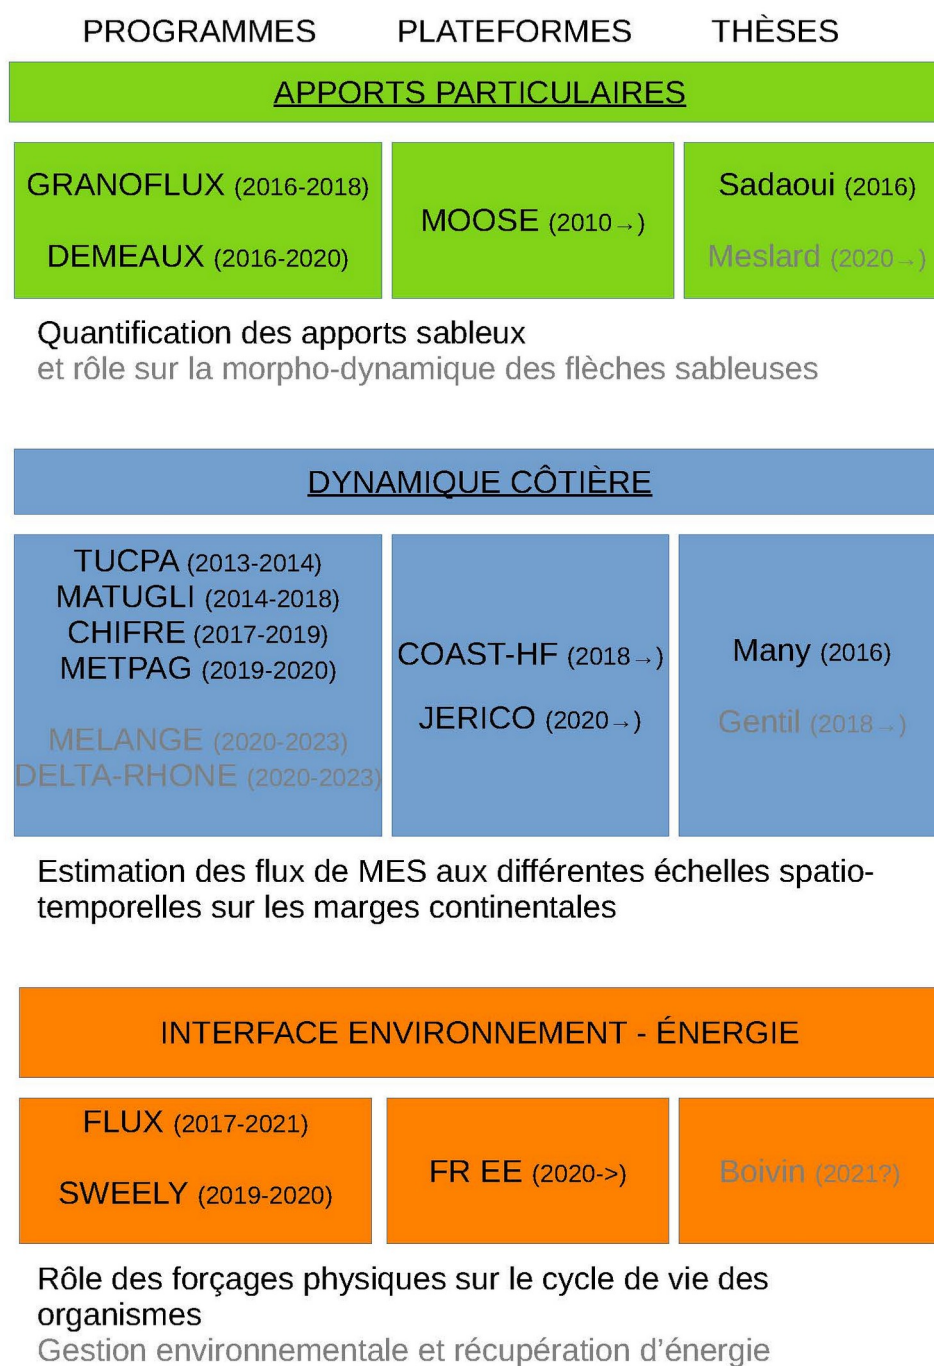 PROGRAMMES PLATEFORMES THÈSES
APPORTS PARTICULAIRES
GRANOFLUX (2016-2018)
DEMEAUX (2016-2020)
MOOSE (2010→)
Sadaoui (2016)
Meslard (2020→)
Quantification des apports sableux
et rôle sur la morpho-dynamique des flèches sableuses
DYNAMIQUE CÔTIÈRE
TUCPA (2013-2014)
MATUGLI (2014-2018)
CHIFRE (2017-2019)
METPAG (2019-2020)
MELANGE (2020-2023)
DELTA-RHONE (2020-2023)
COAST-HF (2018→)
JERICO (2020→)
Many (2016)
Gentil (2018→)
Estimation des flux de MES aux différentes échelles spatio-
temporelles sur les marges continentales
INTERFACE ENVIRONNEMENT - ÉNERGIE
FLUX (2017-2021)
SWEELY (2019-2020)
FR EE (2020->)
Boivin (2021?)
Rôle des forçages physiques sur le cycle de vie des
organismes
Gestion environnementale et récupération d'énergie